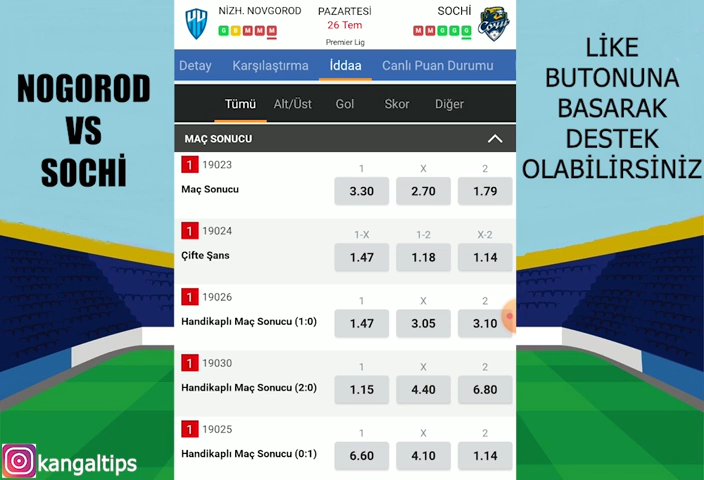 NOGOROD
VS
SOCHİ
NİZH. NOVGOROD
G B M M M
PAZARTESİ
26 Tem
Premier Lig
SOCHİ
M M G G G
Detay Karşılaştırma İddaa Canlı Puan Durumu
Tümü Alt/Üst Gol Skor Diğer
MAÇ SONUCU
1 19023 1 X 2
Maç Sonucu 3.30 2.70 1.79
1 19024 1-X 1-2 X-2
Çifte Şans 1.47 1.18 1.14
1 19026 1 X 2
Handikaplı Maç Sonucu (1:0) 1.47 3.05 3.10
1 19030 1 X 2
Handikaplı Maç Sonucu (2:0) 1.15 4.40 6.80
1 19025 1 X 2
Handikaplı Maç Sonucu (0:1) 6.60 4.10 1.14
LİKE
BUTONUNA
BASARAK
DESTEK
OLABİLİRSİNİZ
kangaltips